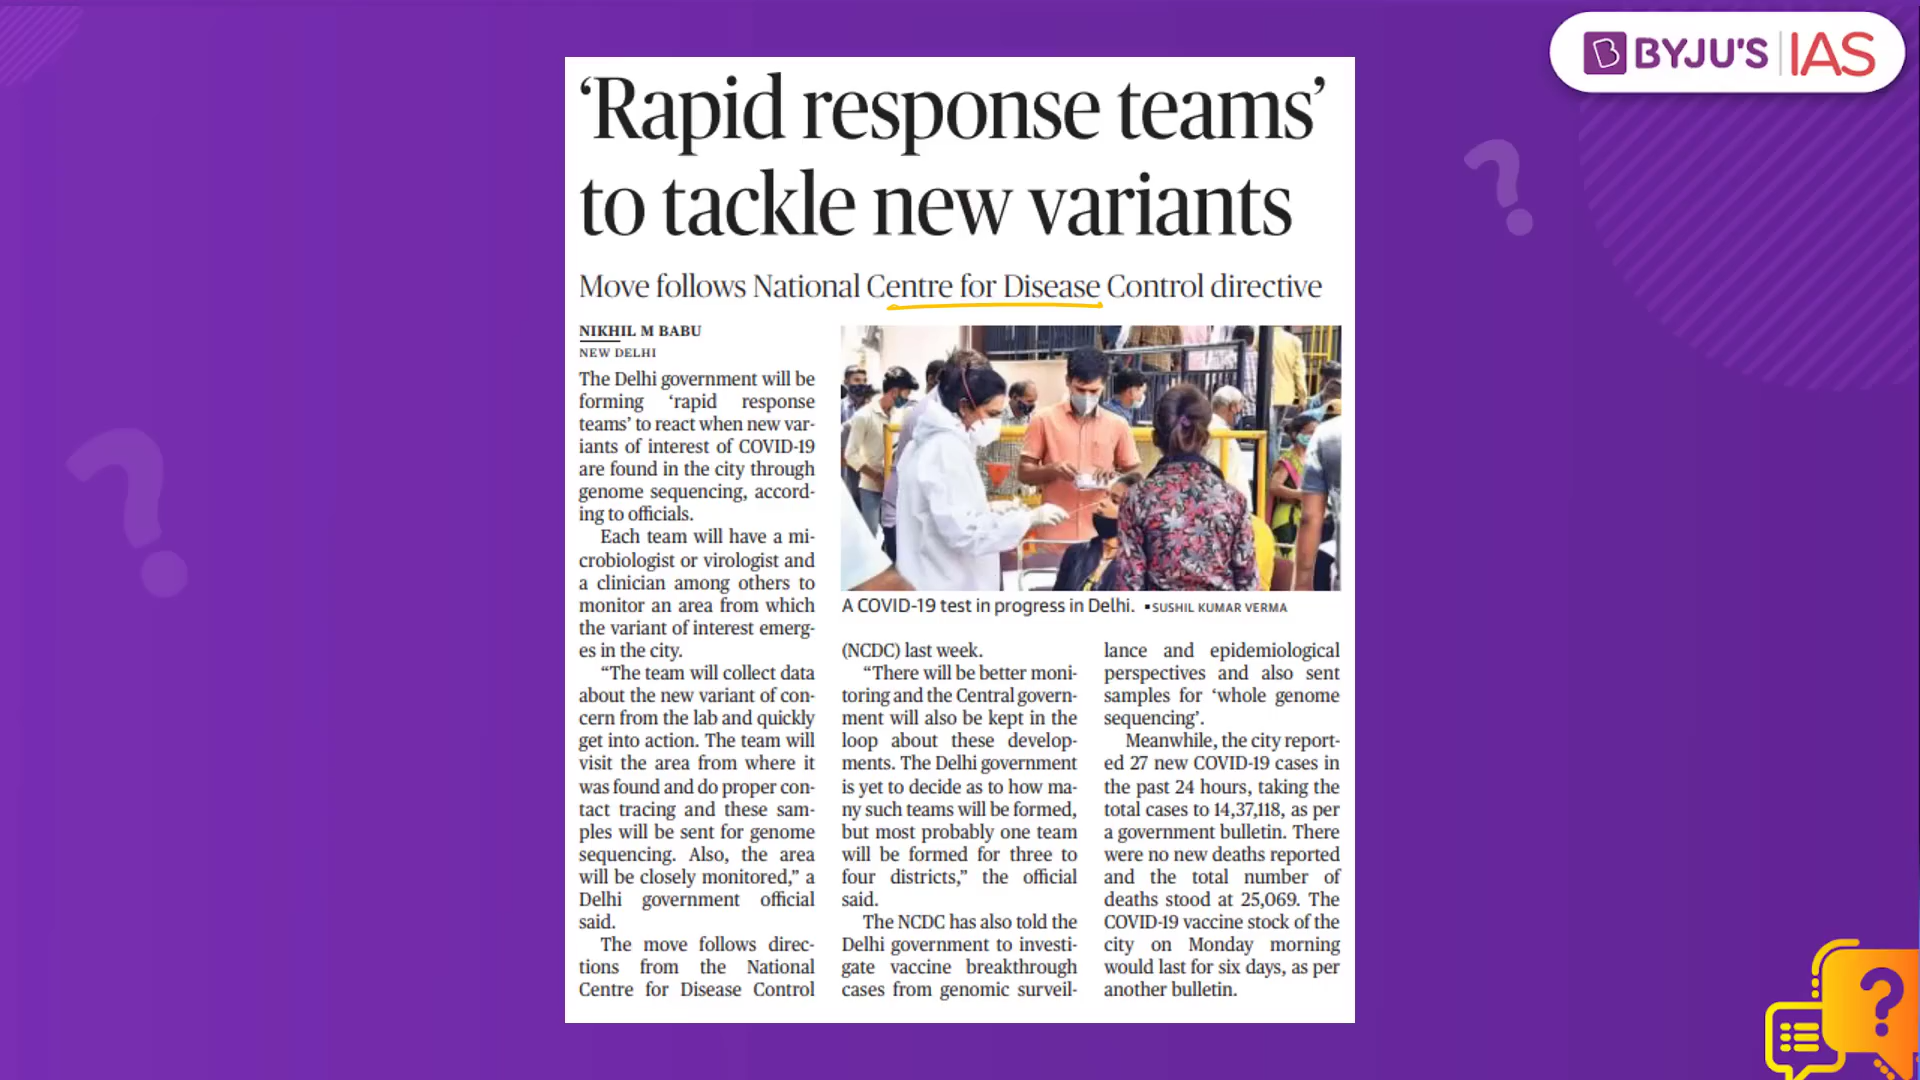 BYJU'S IAS
‘Rapid response teams’
to tackle new variants
Move follows National Centre for Disease Control directive
NIKHIL M BABU
NEW DELHI
The Delhi government will be
forming ‘rapid response
teams’ to react when new var-
iants of interest of COVID-19
are found in the city through
genome sequencing, accord-
ing to officials.
Each team will have a mi-
crobiologist or virologist and
a clinician among others to
monitor an area from which
the variant of interest emerg-
es in the city.
“The team will collect data
about the new variant of con-
cern from the lab and quickly
get into action. The team will
visit the area from where it
was found and do proper con-
tact tracing and these sam-
ples will be sent for genome
sequencing. Also, the area
will be closely monitored,” a
Delhi government official
said.
The move follows direc-
tions from the National
Centre for Disease Control
A COVID-19 test in progress in Delhi. ▪SUSHIL KUMAR VERMA
(NCDC) last week.
“There will be better moni-
toring and the Central govern-
ment will also be kept in the
loop about these develop-
ments. The Delhi government
is yet to decide as to how ma-
ny such teams will be formed,
but most probably one team
will be formed for three to
four districts,” the official
said.
The NCDC has also told the
Delhi government to investi-
gate vaccine breakthrough
cases from genomic surveil-
lance and epidemiological
perspectives and also sent
samples for ‘whole genome
sequencing’.
Meanwhile, the city report-
ed 27 new COVID-19 cases in
the past 24 hours, taking the
total cases to 14,37,118, as per
a government bulletin. There
were no new deaths reported
and the total number of
deaths stood at 25,069. The
COVID-19 vaccine stock of the
city on Monday morning
would last for six days, as per
another bulletin.